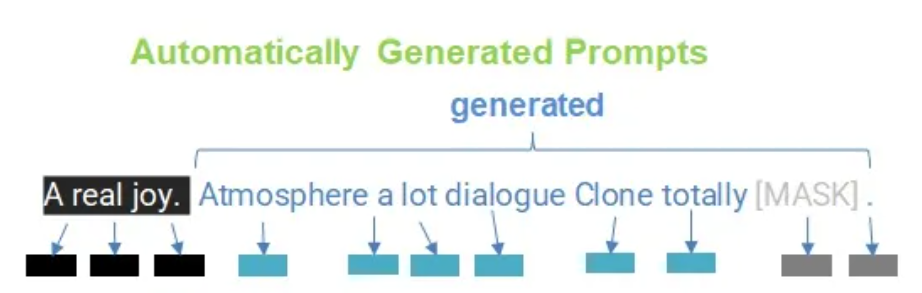 Automatically Generated Prompts
generated
A real joy. Atmosphere a lot dialogue Clone totally [MASK] .